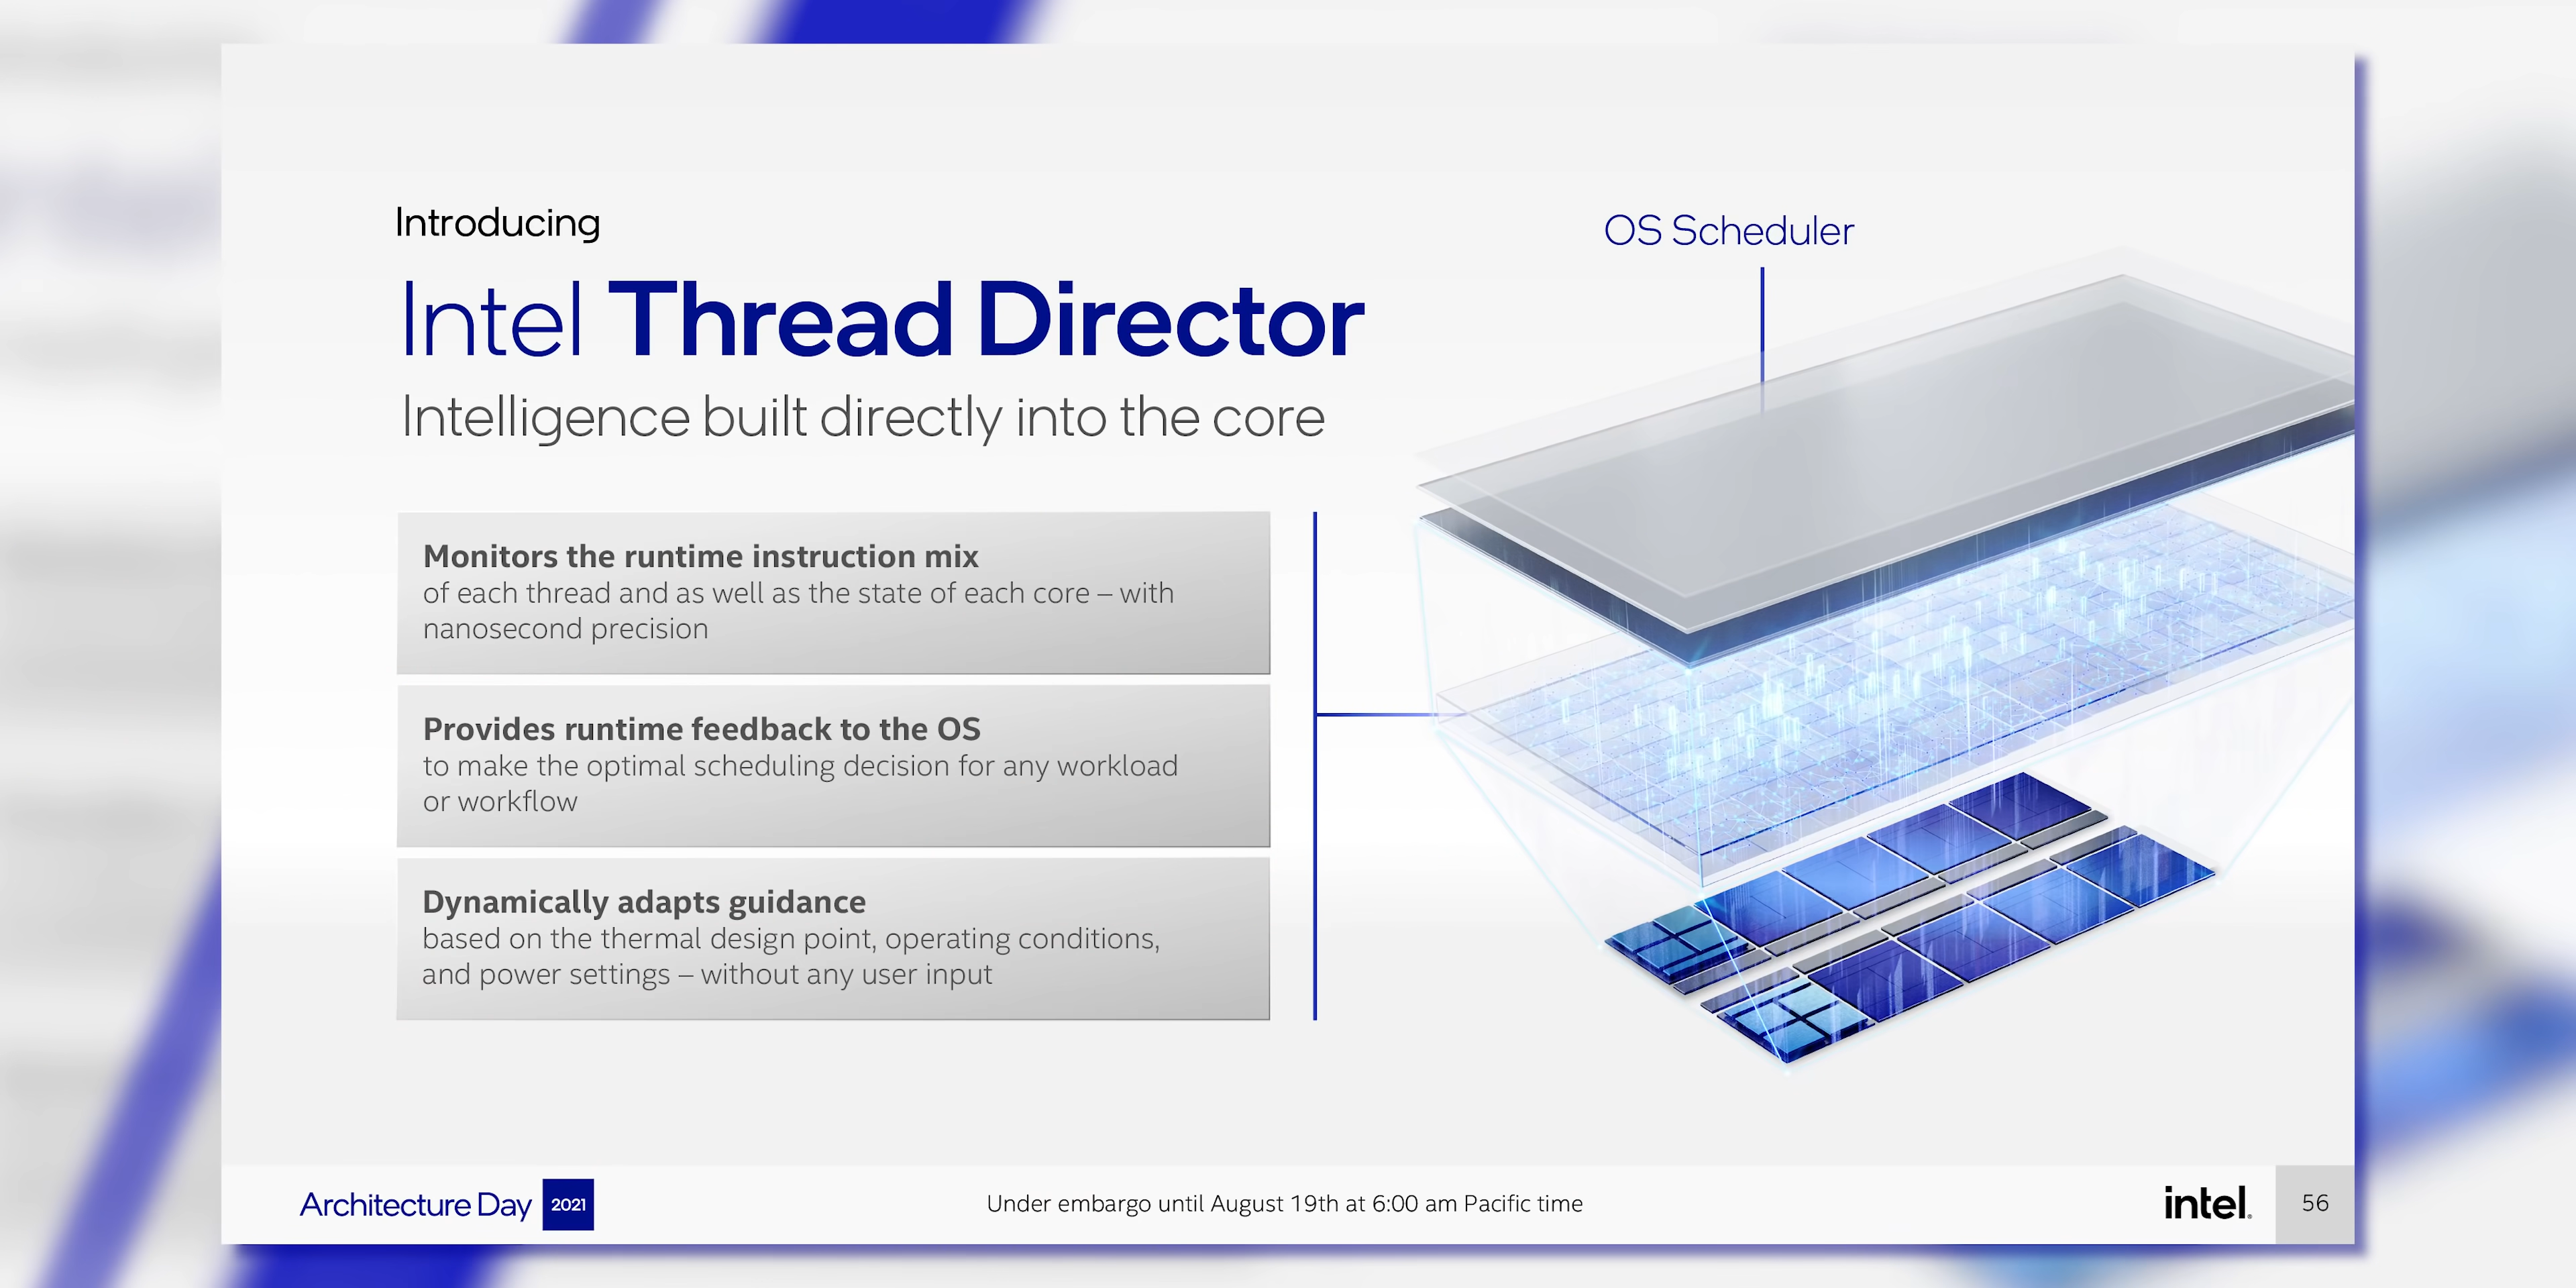 Introducing
Intel Thread Director
Intelligence built directly into the core
OS Scheduler
Monitors the runtime instruction mix
of each thread and as well as the state of each core – with
nanosecond precision
Provides runtime feedback to the OS
to make the optimal scheduling decision for any workload
or workflow
Dynamically adapts guidance
based on the thermal design point, operating conditions,
and power settings – without any user input
Architecture Day 2021
Under embargo until August 19th at 6:00 am Pacific time
intel.
56